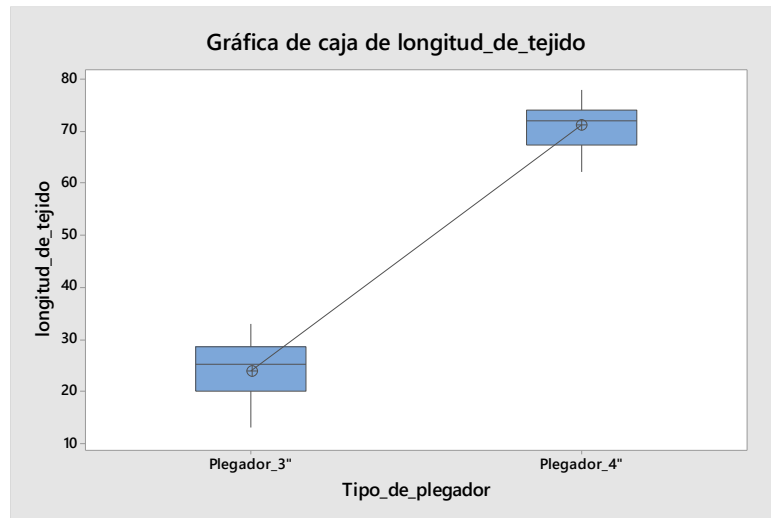 Gráfica de caja de longitud_de_tejido
80
70
60
50
40
30
20
10
longitud_de_tejido
Plegador_3" Plegador_4"
Tipo_de_plegador